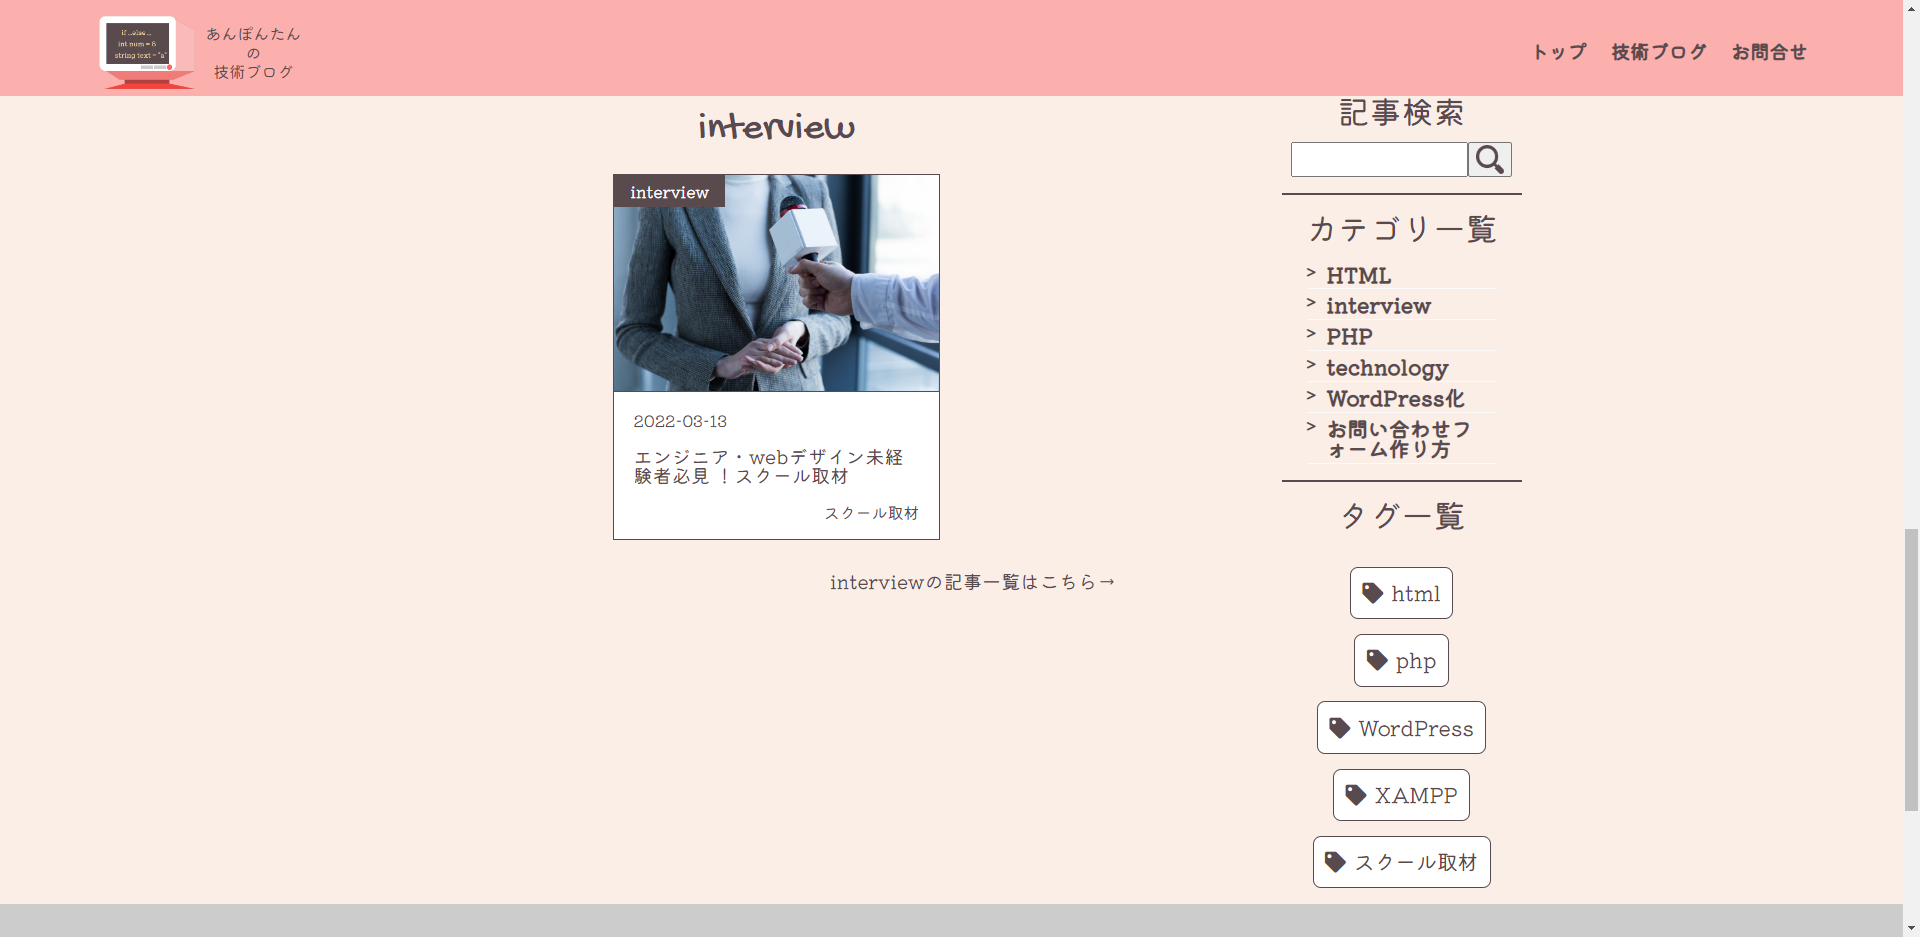 if ...else ...
int num = 8
string text = "a"
あんぽんたん
の
技術ブログ
トップ
技術ブログ
お問合せ
interview
interview
2022-03-13
エンジニア・webデザイン未経
験者必見 ！スクール取材
スクール取材
interviewの記事一覧はこちら→
記事検索
カテゴリ一覧
> HTML
> interview
> PHP
> technology
> WordPress化
> お問い合わせフ
ォーム作り方
タグ一覧
html
php
WordPress
XAMPP
スクール取材